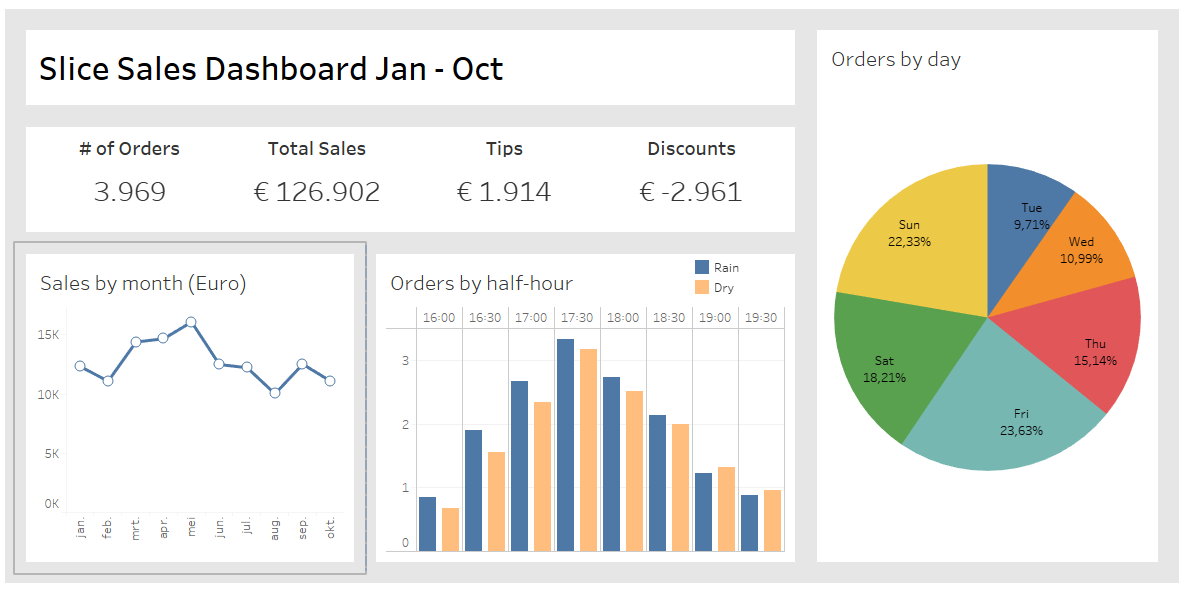 Slice Sales Dashboard Jan - Oct
# of Orders Total Sales Tips Discounts
3.969 € 126.902 € 1.914 € -2.961
Sales by month (Euro)
15K
10K
5K
0K
jan. feb. mrt. apr. mei jun. jul. aug. sep. okt.
Orders by half-hour
Rain
Dry
16:00 16:30 17:00 17:30 18:00 18:30 19:00 19:30
3
2
1
0
Orders by day
Tue
9,71%
Wed
10,99%
Thu
15,14%
Fri
23,63%
Sat
18,21%
Sun
22,33%